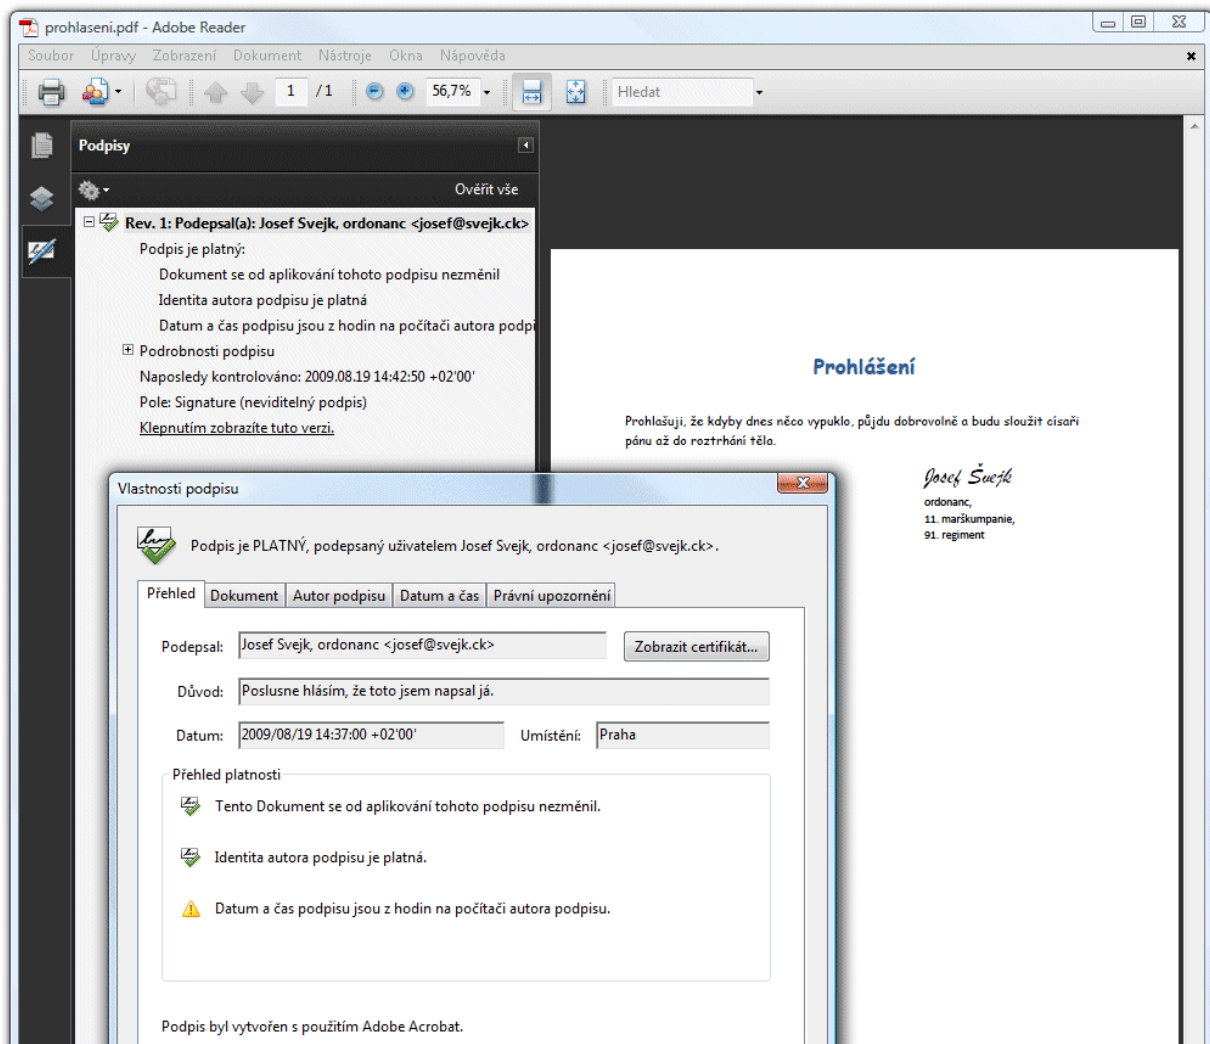 prohlaseni.pdf - Adobe Reader
Soubor Úpravy Zobrazení Dokument Nástroje Okna Nápověda
1 / 1 56,7% Hledat
Podpisy
Ověřit vše
Rev. 1: Podepsal(a): Josef Svejk, ordonanc <josef@svejk.ck>
Podpis je platný:
Dokument se od aplikování tohoto podpisu nezměnil
Identita autora podpisu je platná
Datum a čas podpisu jsou z hodin na počítači autora podpi
Podrobnosti podpisu
Naposledy kontrolováno: 2009.08.19 14:42:50 +02'00'
Pole: Signature (neviditelný podpis)
Klepnutím zobrazíte tuto verzi.
Prohlášení
Prohlašuji, že kdyby dnes něco vypuklo, půjdu dobrovolně a budu sloužit císaři
pánu až do roztrhání těla.
Josef Švejk
ordonanc,
11. marškumpanie,
91. regiment
Vlastnosti podpisu
Podpis je PLATNÝ, podepsaný uživatelem Josef Svejk, ordonanc <josef@svejk.ck>.
Přehled Dokument Autor podpisu Datum a čas Právní upozornění
Podepsal: Josef Svejk, ordonanc <josef@svejk.ck> Zobrazit certifikát...
Důvod: Poslusne hlásím, že toto jsem napsal já.
Datum: 2009/08/19 14:37:00 +02'00' Umístění: Praha
Přehled platnosti
Tento Dokument se od aplikování tohoto podpisu nezměnil.
Identita autora podpisu je platná.
Datum a čas podpisu jsou z hodin na počítači autora podpisu.
Podpis byl vytvořen s použitím Adobe Acrobat.